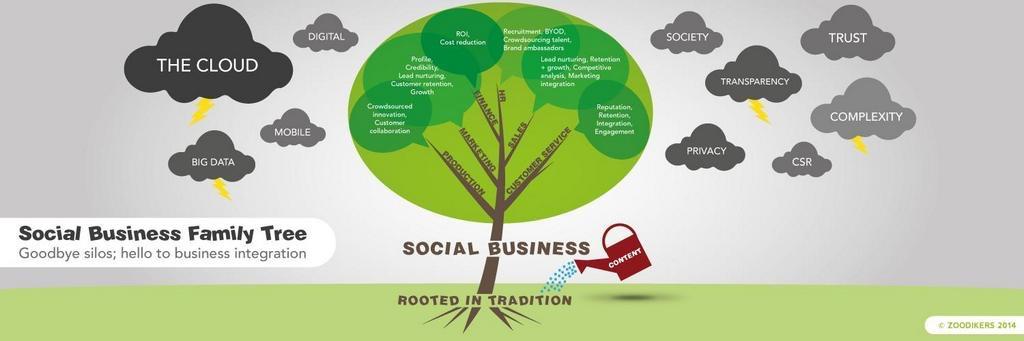 THE CLOUD
DIGITAL
MOBILE
BIG DATA
ROI,
Cost reduction
Recruitment, BYOD,
Crowdsourcing talent,
Brand ambassadors
Profile,
Credibility,
Lead nurturing,
Customer retention,
Growth
Lead nurturing, Retention
+ growth, Competitive
analysis, Marketing
integration
Crowdsourced
innovation,
Customer
collaboration
Reputation,
Retention,
Integration,
Engagement
PRODUCTION
MARKETING
FINANCE
HR
SALES
CUSTOMER SERVICE
SOCIETY
TRUST
TRANSPARENCY
COMPLEXITY
PRIVACY
CSR
Social Business Family Tree
Goodbye silos; hello to business integration
SOCIAL BUSINESS
CONTENT
ROOTED IN TRADITION
© ZOODIKERS 2014